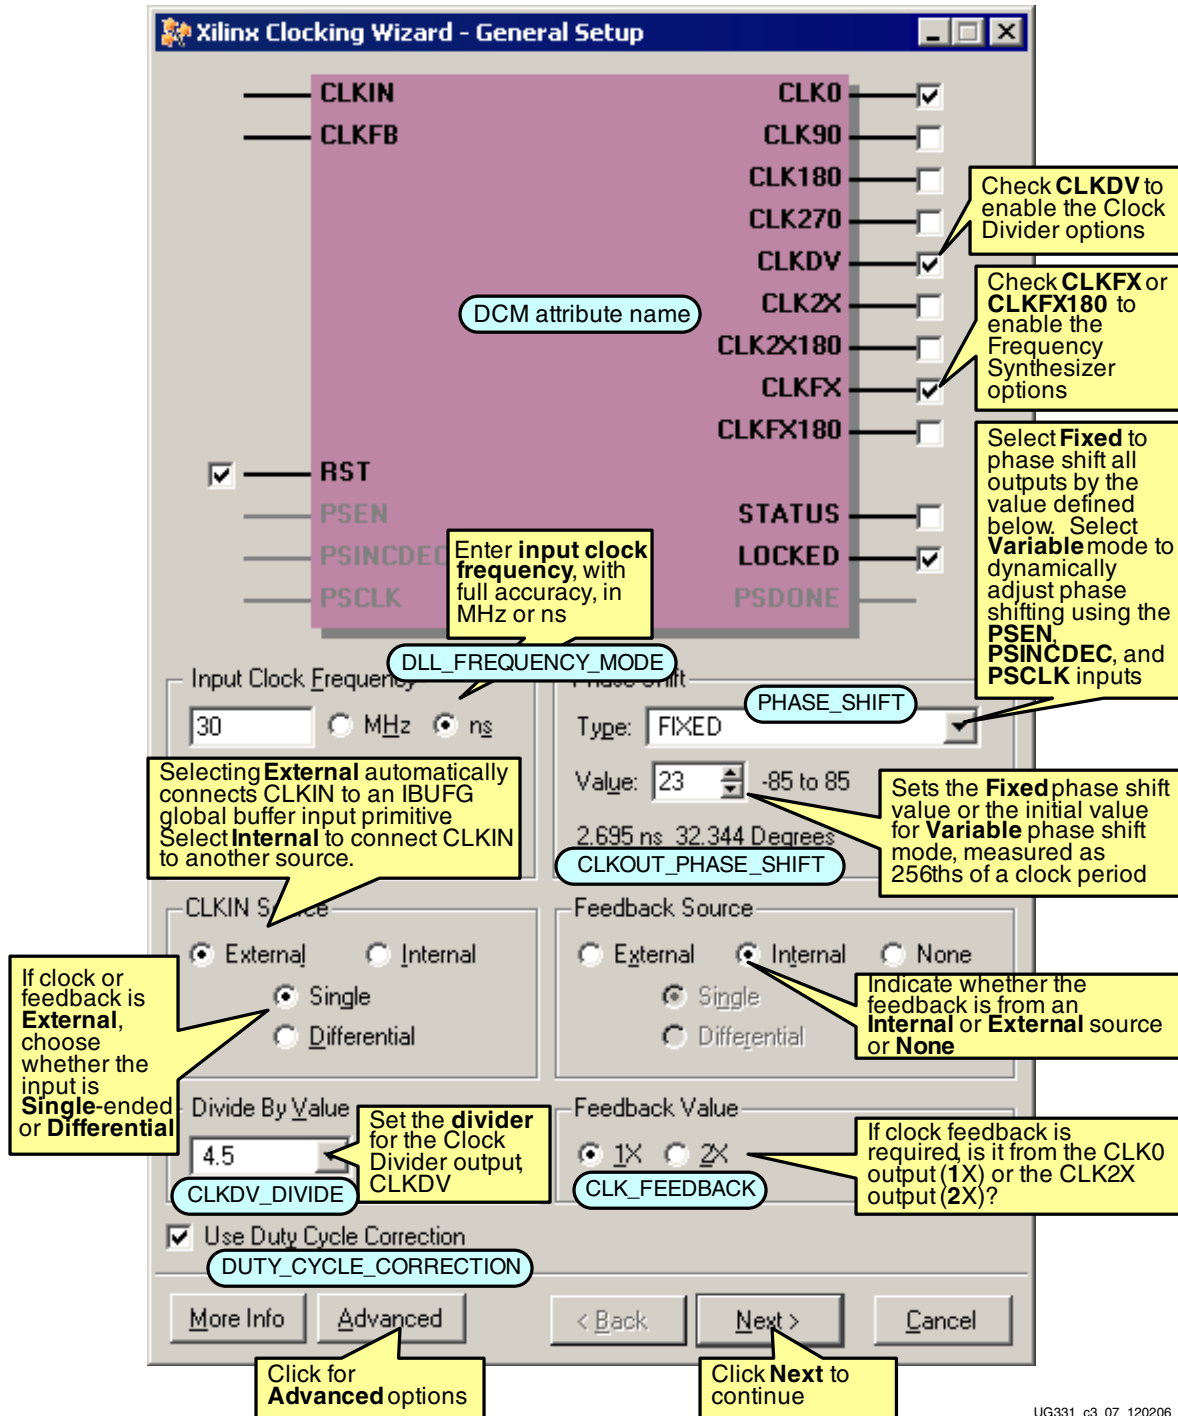 Xilinx Clocking Wizard - General Setup
CLKIN
CLKFB
CLK0
CLK90
CLK180
CLK270
CLKDV
CLK2X
CLK2X180
CLKFX
CLKFX180
DCM attribute name
Check CLKDV to
enable the Clock
Divider options
Check CLKFX or
CLKFX180 to
enable the
Frequency
Synthesizer
options
RST
PSEN
PSINCDEC
PSCLK
STATUS
LOCKED
PSDONE
Select Fixed to
phase shift all
outputs by the
value defined
below. Select
Variable mode to
dynamically
adjust phase
shifting using the
PSEN,
PSINCDEC, and
PSCLK inputs
Enter input clock
frequency, with
full accuracy, in
MHz or ns
DLL_FREQUENCY_MODE
Input Clock Frequency
30
MHz
ns
Phase Shift
PHASE_SHIFT
Type:
FIXED
Value:
23
-85 to 85
2.695 ns 32.344 Degrees
CLKOUT_PHASE_SHIFT
Selecting External automatically
connects CLKIN to an IBUFG
global buffer input primitive
Select Internal to connect CLKIN
to another source.
Sets the Fixed phase shift
value or the initial value
for Variable phase shift
mode, measured as
256ths of a clock period
CLKIN Source
External
Internal
Single
Differential
If clock or
feedback is
External,
choose
whether the
input is
Single-ended
or Differential
Feedback Source
External
Internal
None
Single
Differential
Indicate whether the
feedback is from an
Internal or External source
or None
Divide By Value
4.5
CLKDV_DIVIDE
Set the divider
for the Clock
Divider output,
CLKDV
Feedback Value
1X
2X
CLK_FEEDBACK
If clock feedback is
required, is it from the CLK0
output (1X) or the CLK2X
output (2X)?
Use Duty Cycle Correction
DUTY_CYCLE_CORRECTION
More Info
Advanced
< Back
Next >
Cancel
Click for
Advanced options
Click Next to
continue
UG331_c3_07_120206